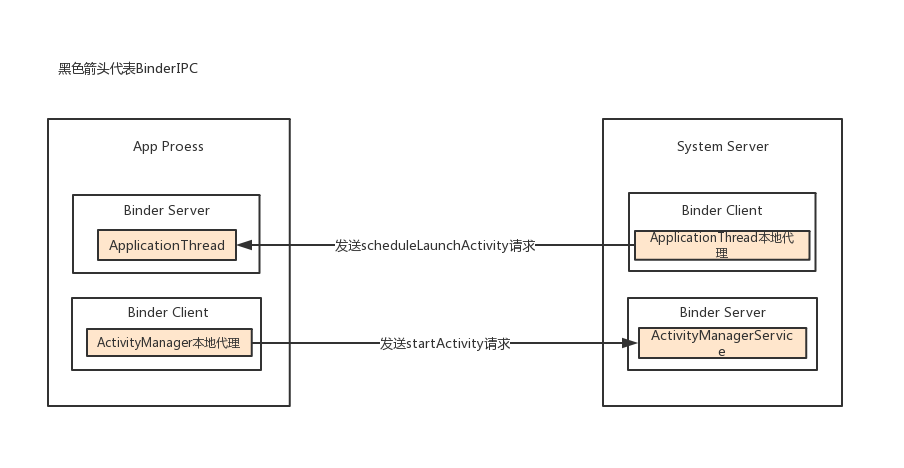 黑色箭头代表BinderIPC
App Proess
System Server
Binder Server
ApplicationThread
发送scheduleLaunchActivity请求
Binder Client
ApplicationThread本地代
理
Binder Client
ActivityManager本地代理
发送startActivity请求
Binder Server
ActivityManagerServic
e